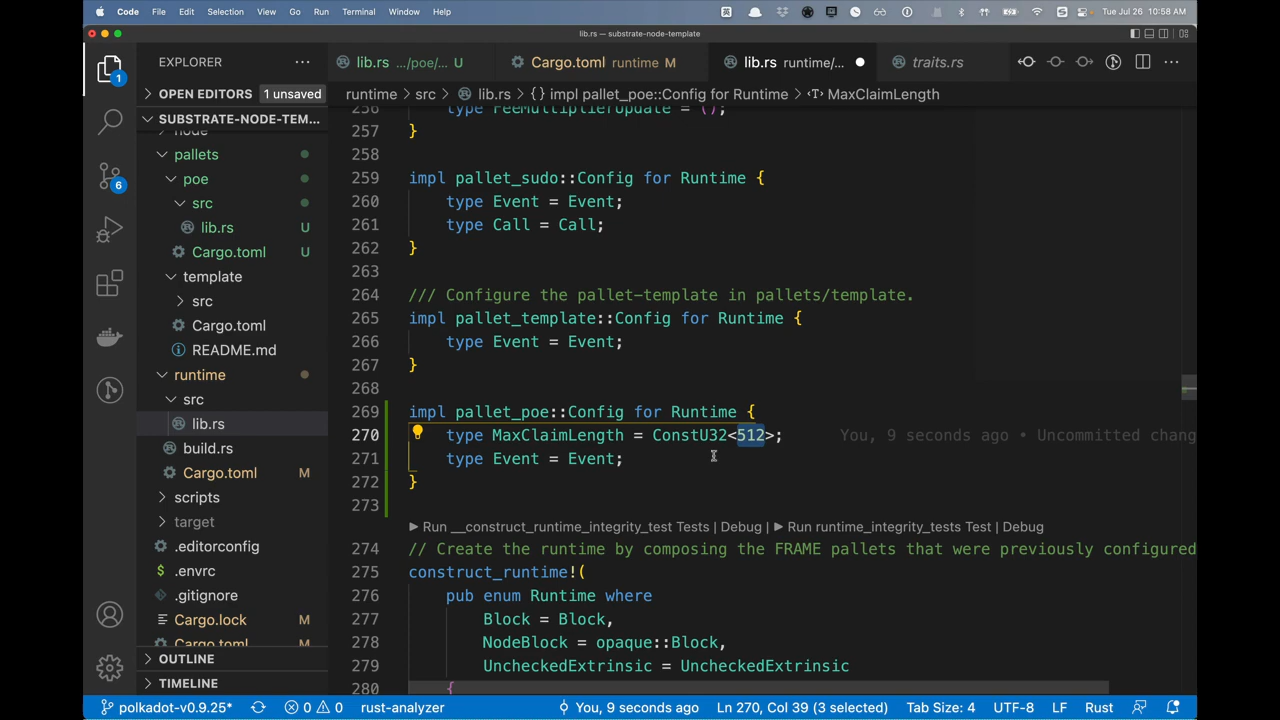 Code File Edit Selection View Go Run Terminal Window Help Tue Jul 26 10:58 AM
lib.rs — substrate-node-template
EXPLORER
lib.rs .../poe/... U
Cargo.toml runtime M
lib.rs runtime/...
traits.rs
OPEN EDITORS 1 unsaved
runtime > src > lib.rs > {} impl pallet_poe::Config for Runtime > MaxClaimLength
SUBSTRATE-NODE-TEM...
node
pallets
poe
src
lib.rs U
Cargo.toml U
template
src
Cargo.toml
README.md
runtime
src
lib.rs
build.rs
Cargo.toml M
scripts
target
.editorconfig
.envrc
.gitignore
Cargo.lock M
Cargo.toml M
OUTLINE
TIMELINE
1
6
256 type FeeMultiplierUpdate = ();
257 }
258
259 impl pallet_sudo::Config for Runtime {
260 type Event = Event;
261 type Call = Call;
262 }
263
264 /// Configure the pallet-template in pallets/template.
265 impl pallet_template::Config for Runtime {
266 type Event = Event;
267 }
268
269 impl pallet_poe::Config for Runtime {
270 type MaxClaimLength = ConstU32<512>; You, 9 seconds ago • Uncommitted chang
271 type Event = Event;
272 }
273
Run __construct_runtime_integrity_test Tests | Debug | Run runtime_integrity_tests Test | Debug
274 // Create the runtime by composing the FRAME pallets that were previously configured
275 construct_runtime!(
276 pub enum Runtime where
277 Block = Block,
278 NodeBlock = opaque::Block,
279 UncheckedExtrinsic = UncheckedExtrinsic
280 {
polkadot-v0.9.25* 0 0 rust-analyzer You, 9 seconds ago Ln 270, Col 39 (3 selected) Tab Size: 4 UTF-8 LF Rust